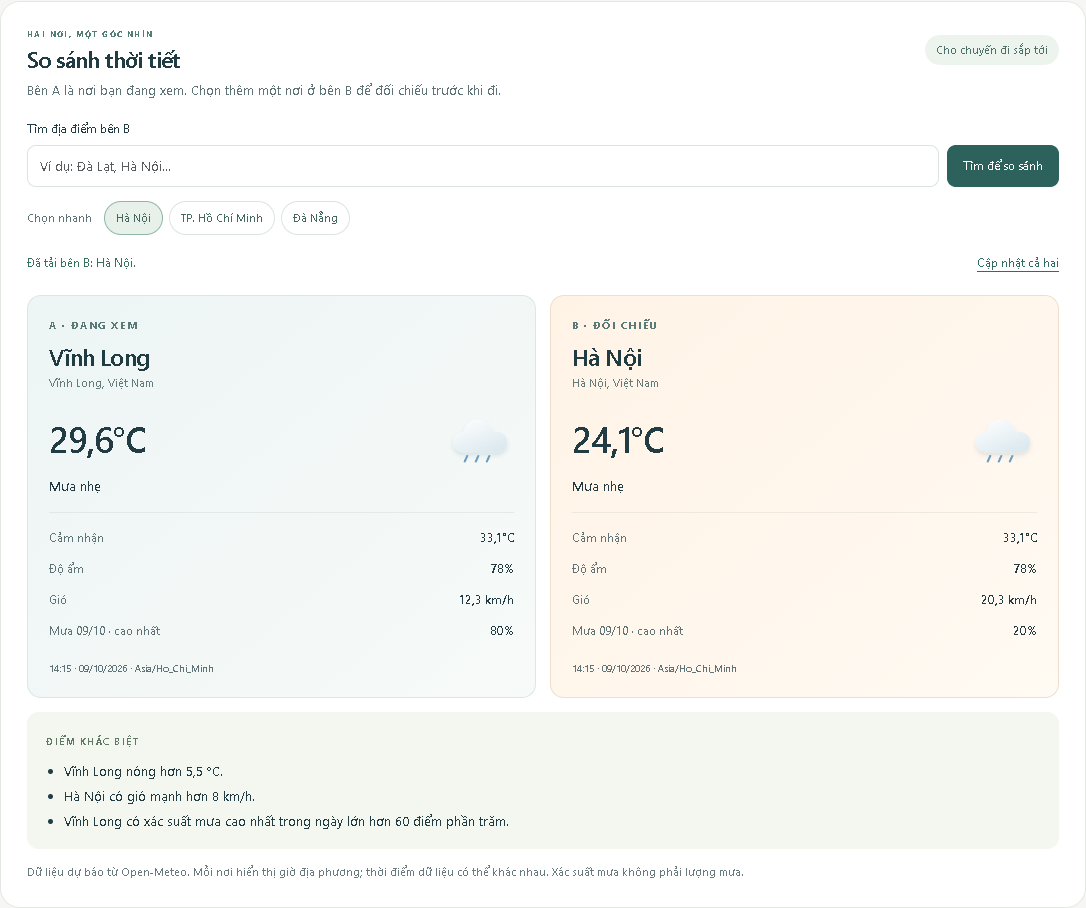 HAI NƠI, MỘT GÓC NHÌN
So sánh thời tiết
Cho chuyến đi sắp tới
Bên A là nơi bạn đang xem. Chọn thêm một nơi ở bên B để đối chiếu trước khi đi.
Tìm địa điểm bên B
Ví dụ: Đà Lạt, Hà Nội...
Tìm để so sánh
Chọn nhanh
Hà Nội
TP. Hồ Chí Minh
Đà Nẵng
Đã tải bên B: Hà Nội.
Cập nhật cả hai
A · ĐANG XEM
Vĩnh Long
Vĩnh Long, Việt Nam
29,6°C
Mưa nhẹ
Cảm nhận 33,1°C
Độ ẩm 78%
Gió 12,3 km/h
Mưa 09/10 · cao nhất 80%
14:15 · 09/10/2026 · Asia/Ho_Chi_Minh
B · ĐỐI CHIẾU
Hà Nội
Hà Nội, Việt Nam
24,1°C
Mưa nhẹ
Cảm nhận 33,1°C
Độ ẩm 78%
Gió 20,3 km/h
Mưa 09/10 · cao nhất 20%
14:15 · 09/10/2026 · Asia/Ho_Chi_Minh
ĐIỂM KHÁC BIỆT
• Vĩnh Long nóng hơn 5,5 °C.
• Hà Nội có gió mạnh hơn 8 km/h.
• Vĩnh Long có xác suất mưa cao nhất trong ngày lớn hơn 60 điểm phần trăm.
Dữ liệu dự báo từ Open-Meteo. Mỗi nơi hiển thị giờ địa phương; thời điểm dữ liệu có thể khác nhau. Xác suất mưa không phải lượng mưa.